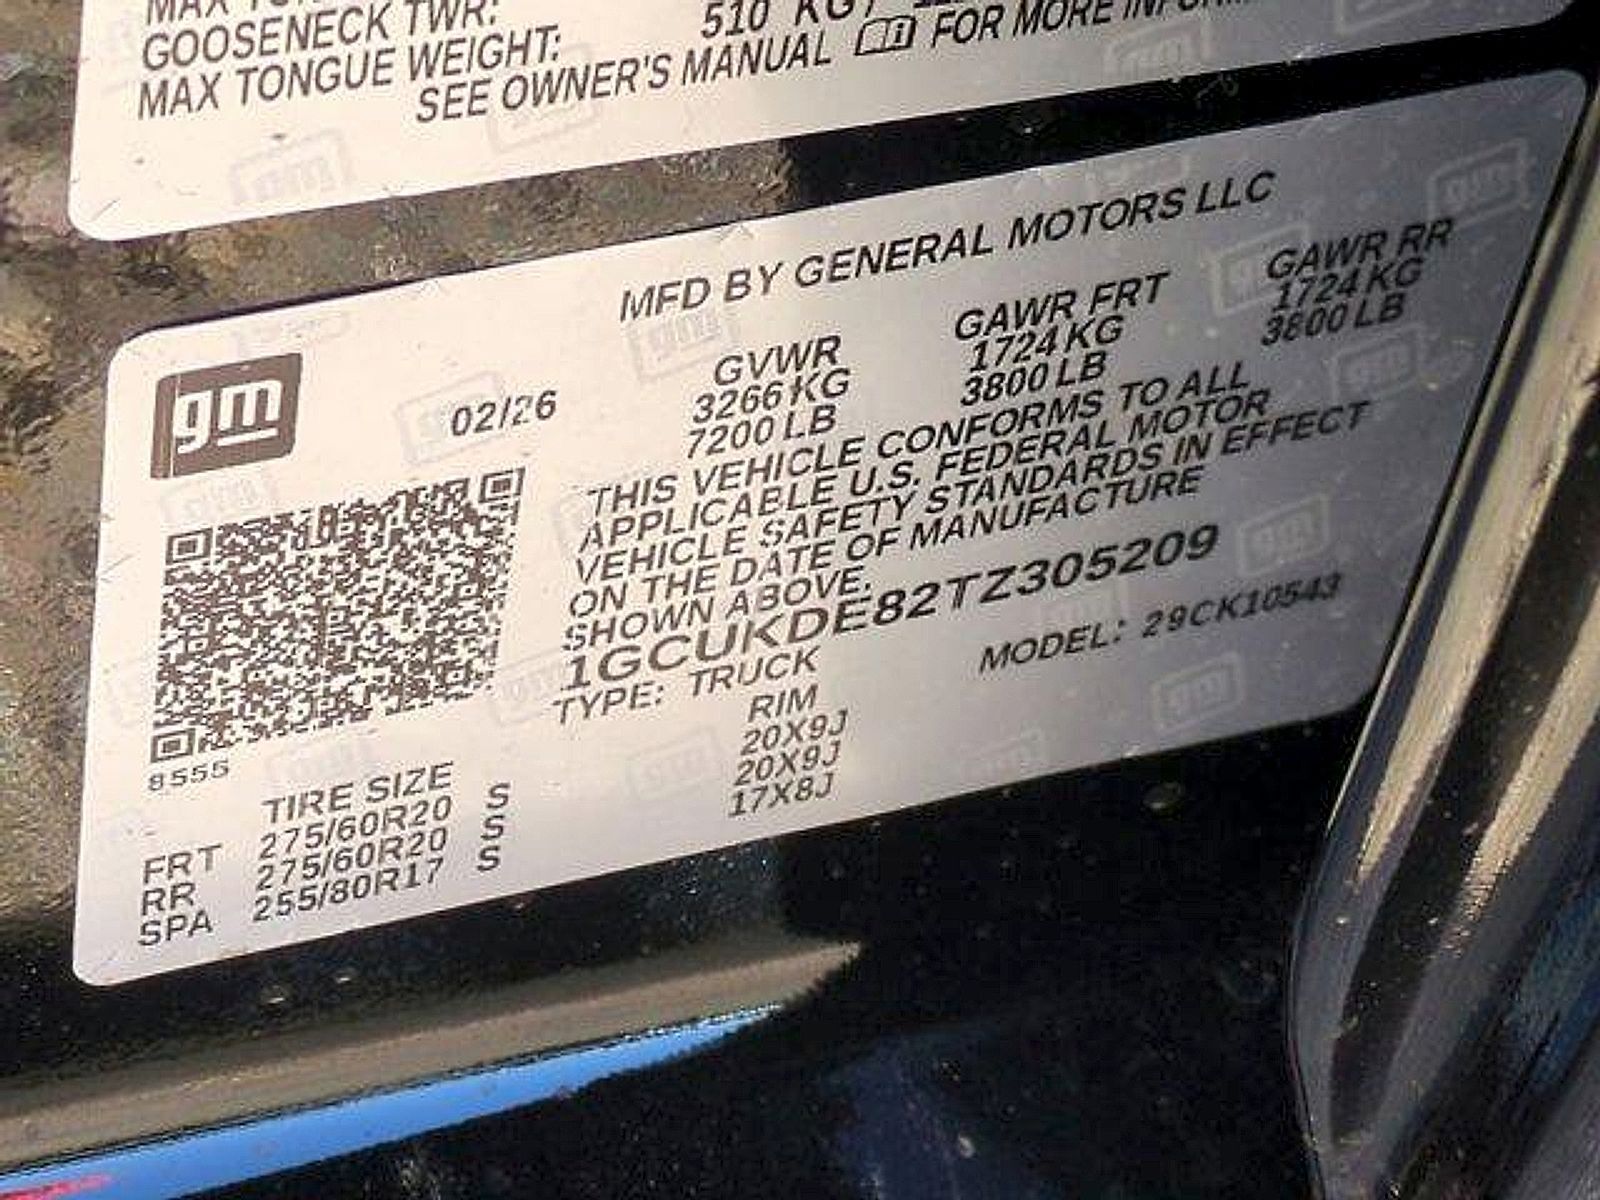 MAX
GOOSENECK TWR:
MAX TONGUE WEIGHT: 510 KG
SEE OWNER'S MANUAL FOR MORE
MFD BY GENERAL MOTORS LLC
gm
02/26
GVWR GAWR FRT GAWR RR
3266 KG 1724 KG 1724 KG
7200 LB 3800 LB 3800 LB
THIS VEHICLE CONFORMS TO ALL
APPLICABLE U.S. FEDERAL MOTOR
VEHICLE SAFETY STANDARDS IN EFFECT
ON THE DATE OF MANUFACTURE
SHOWN ABOVE.
1GCUKDE82TZ305209
TYPE: TRUCK MODEL: 29CK10543
8555
TIRE SIZE RIM
FRT 275/60R20 S 20X9J
RR 275/60R20 S 20X9J
SPA 255/80R17 S 17X8J